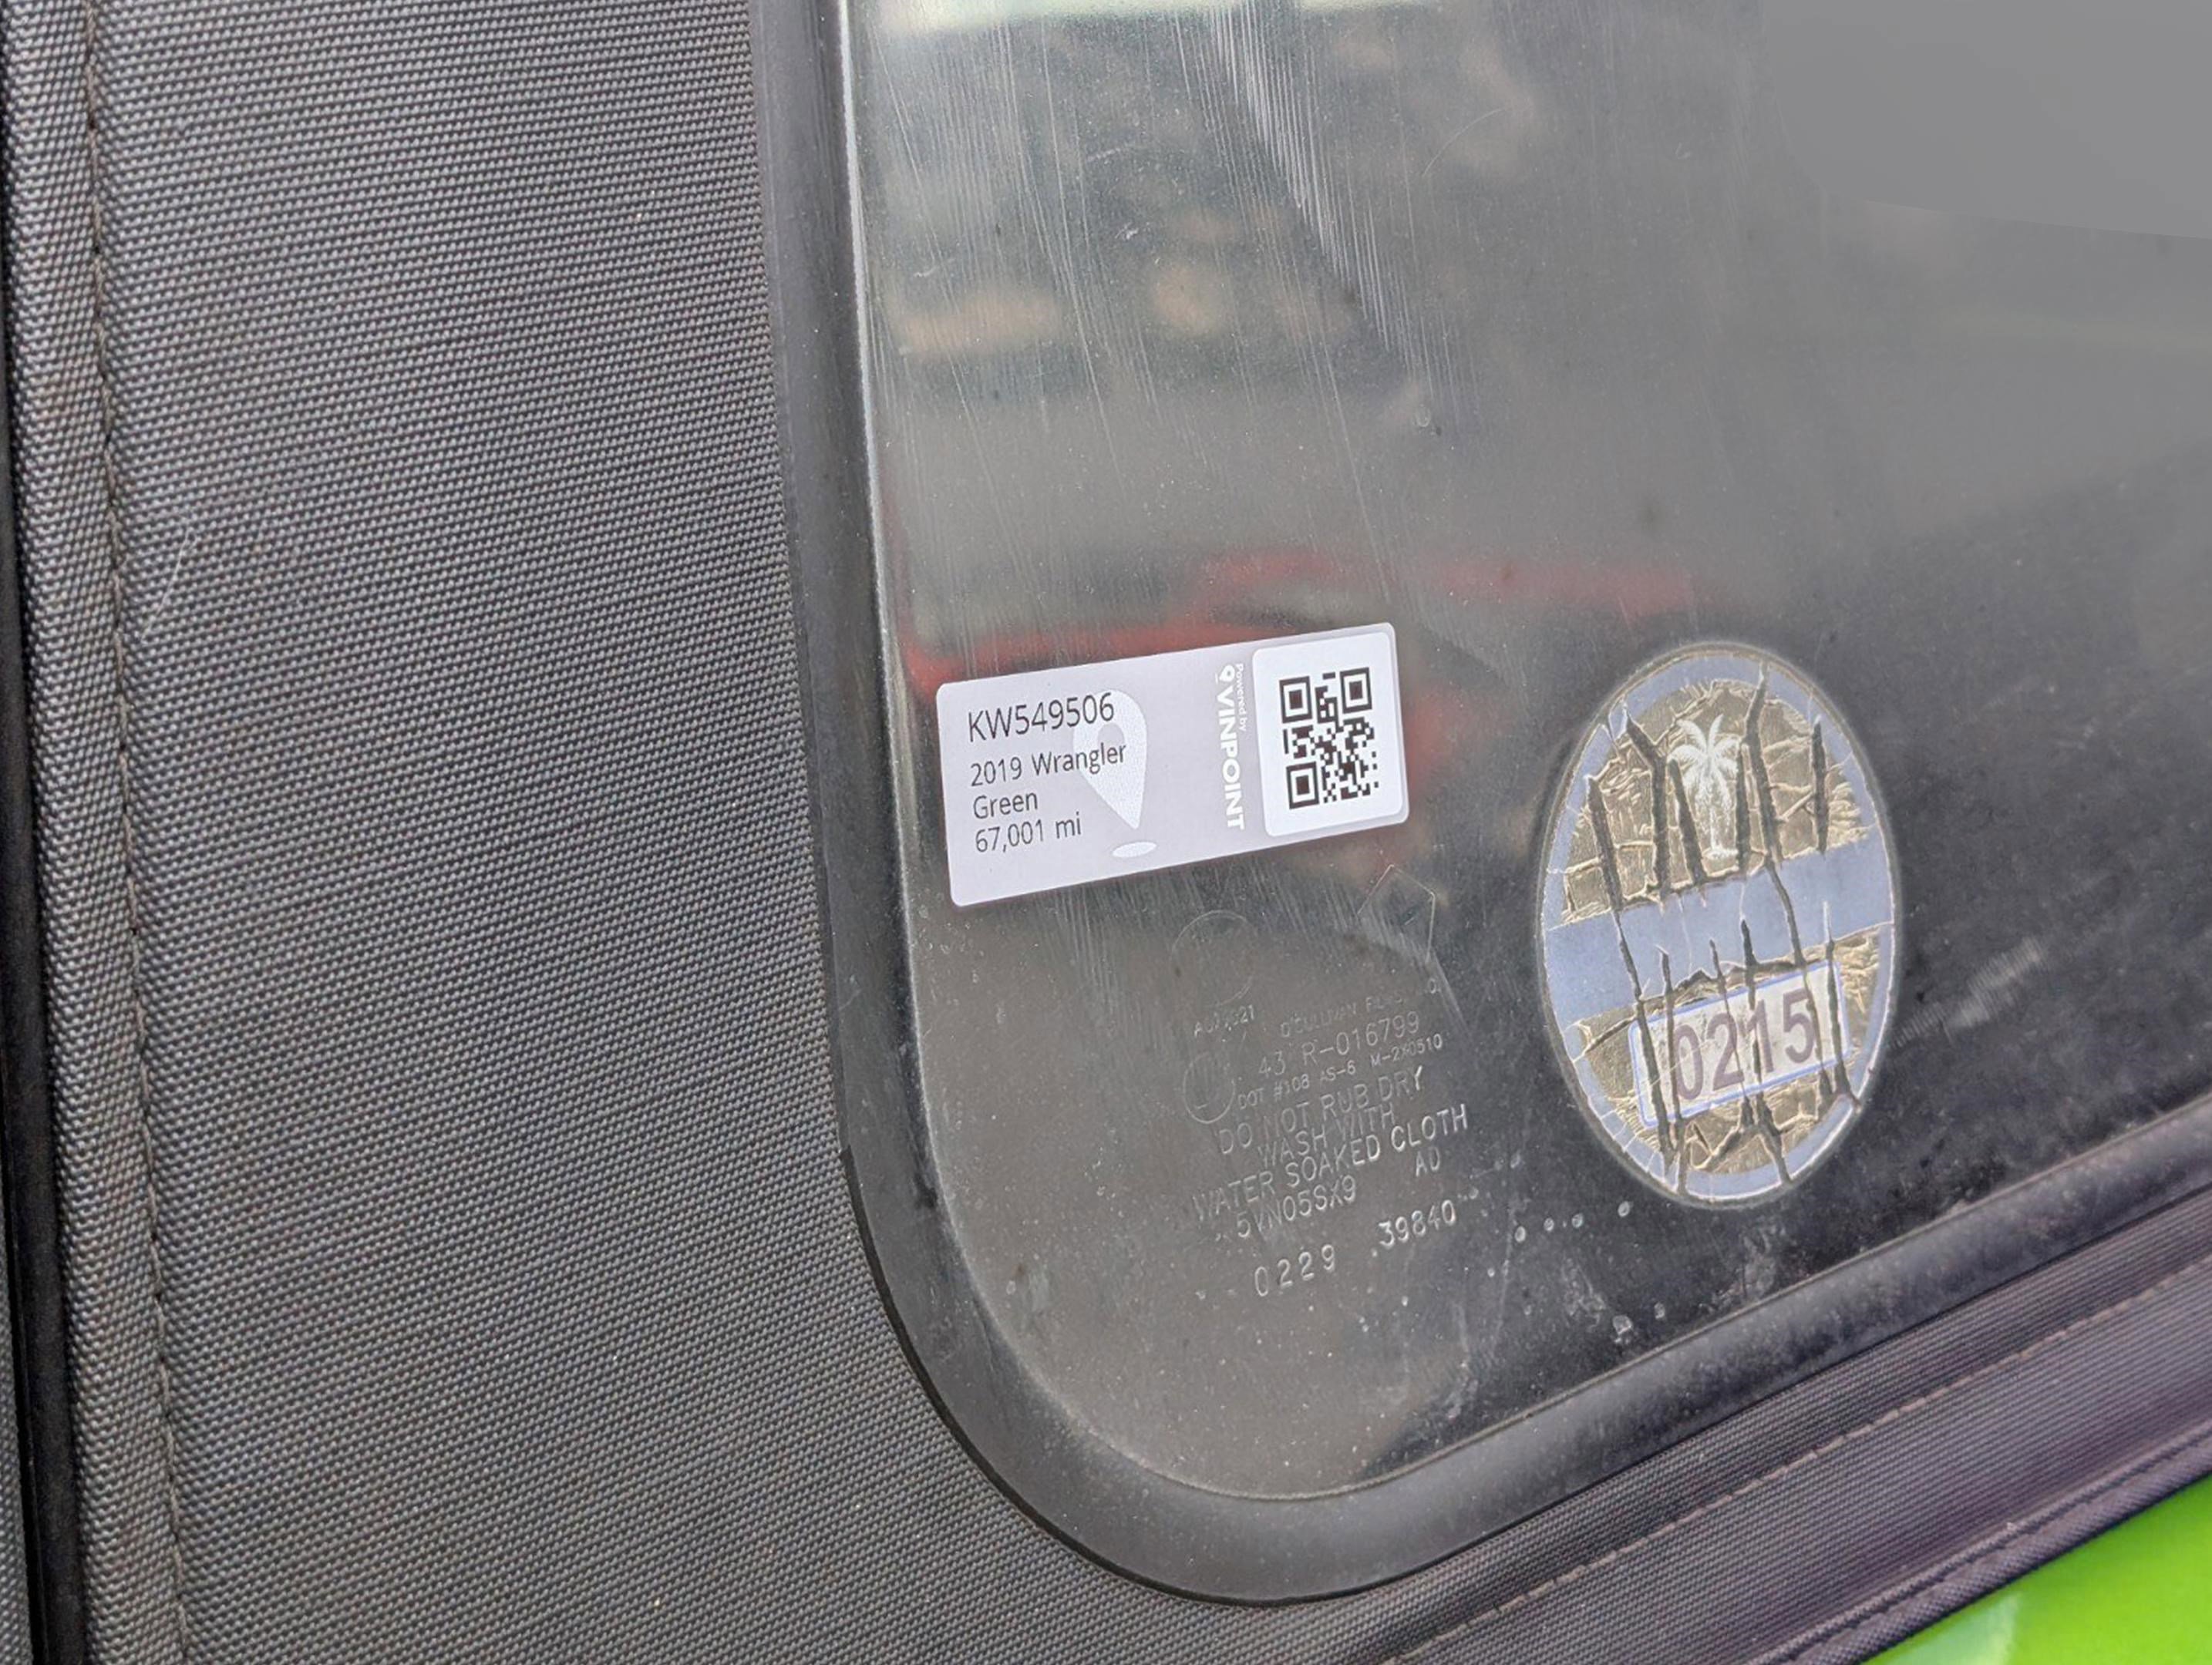 KW549506
2019 Wrangler
Green
67,001 mi
Powered by
VINPOINT
0215
43 R-016799
DOT #108 AS-6 M-2X0510
DO NOT RUB DRY
WASH WITH
WATER SOAKED CLOTH
5VN05SX9 AD
0229 39840